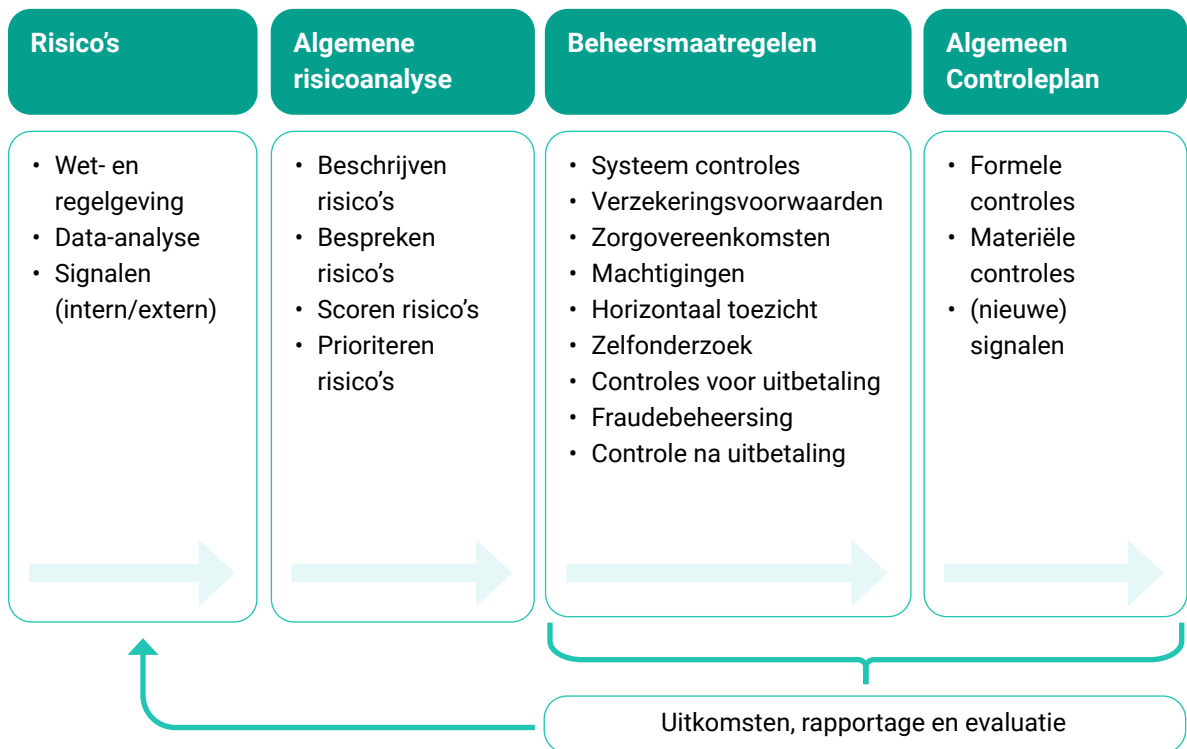 Risico’s
Algemene
risicoanalyse
Beheersmaatregelen
Algemeen
Controleplan
• Wet- en
regelgeving
• Data-analyse
• Signalen
(intern/extern)
• Beschrijven
risico’s
• Bespreken
risico’s
• Scoren risico’s
• Prioriteren
risico’s
• Systeem controles
• Verzekeringsvoorwaarden
• Zorgovereenkomsten
• Machtigingen
• Horizontaal toezicht
• Zelfonderzoek
• Controles voor uitbetaling
• Fraudebeheersing
• Controle na uitbetaling
• Formele
controles
• Materiële
controles
• (nieuwe)
signalen
Uitkomsten, rapportage en evaluatie